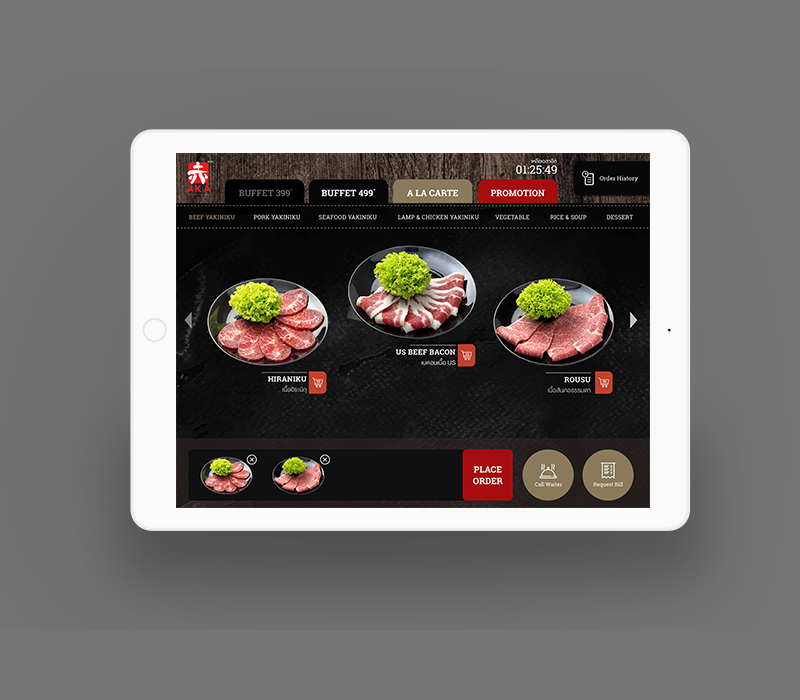 赤
AKA
เหลือเวลาอีก
01:25:49
Order History
BUFFET 399
BUFFET 499
A LA CARTE
PROMOTION
BEEF YAKINIKU
PORK YAKINIKU
SEAFOOD YAKINIKU
LAMP & CHICKEN YAKINIKU
VEGETABLE
RICE & SOUP
DESSERT
HIRANIKU
เนื้อฮิระนิกุ
US BEEF BACON
เบคอนเนื้อ US
ROUSU
เนื้อสันคอธรรมดา
PLACE
ORDER
Call Waiter
Request Bill